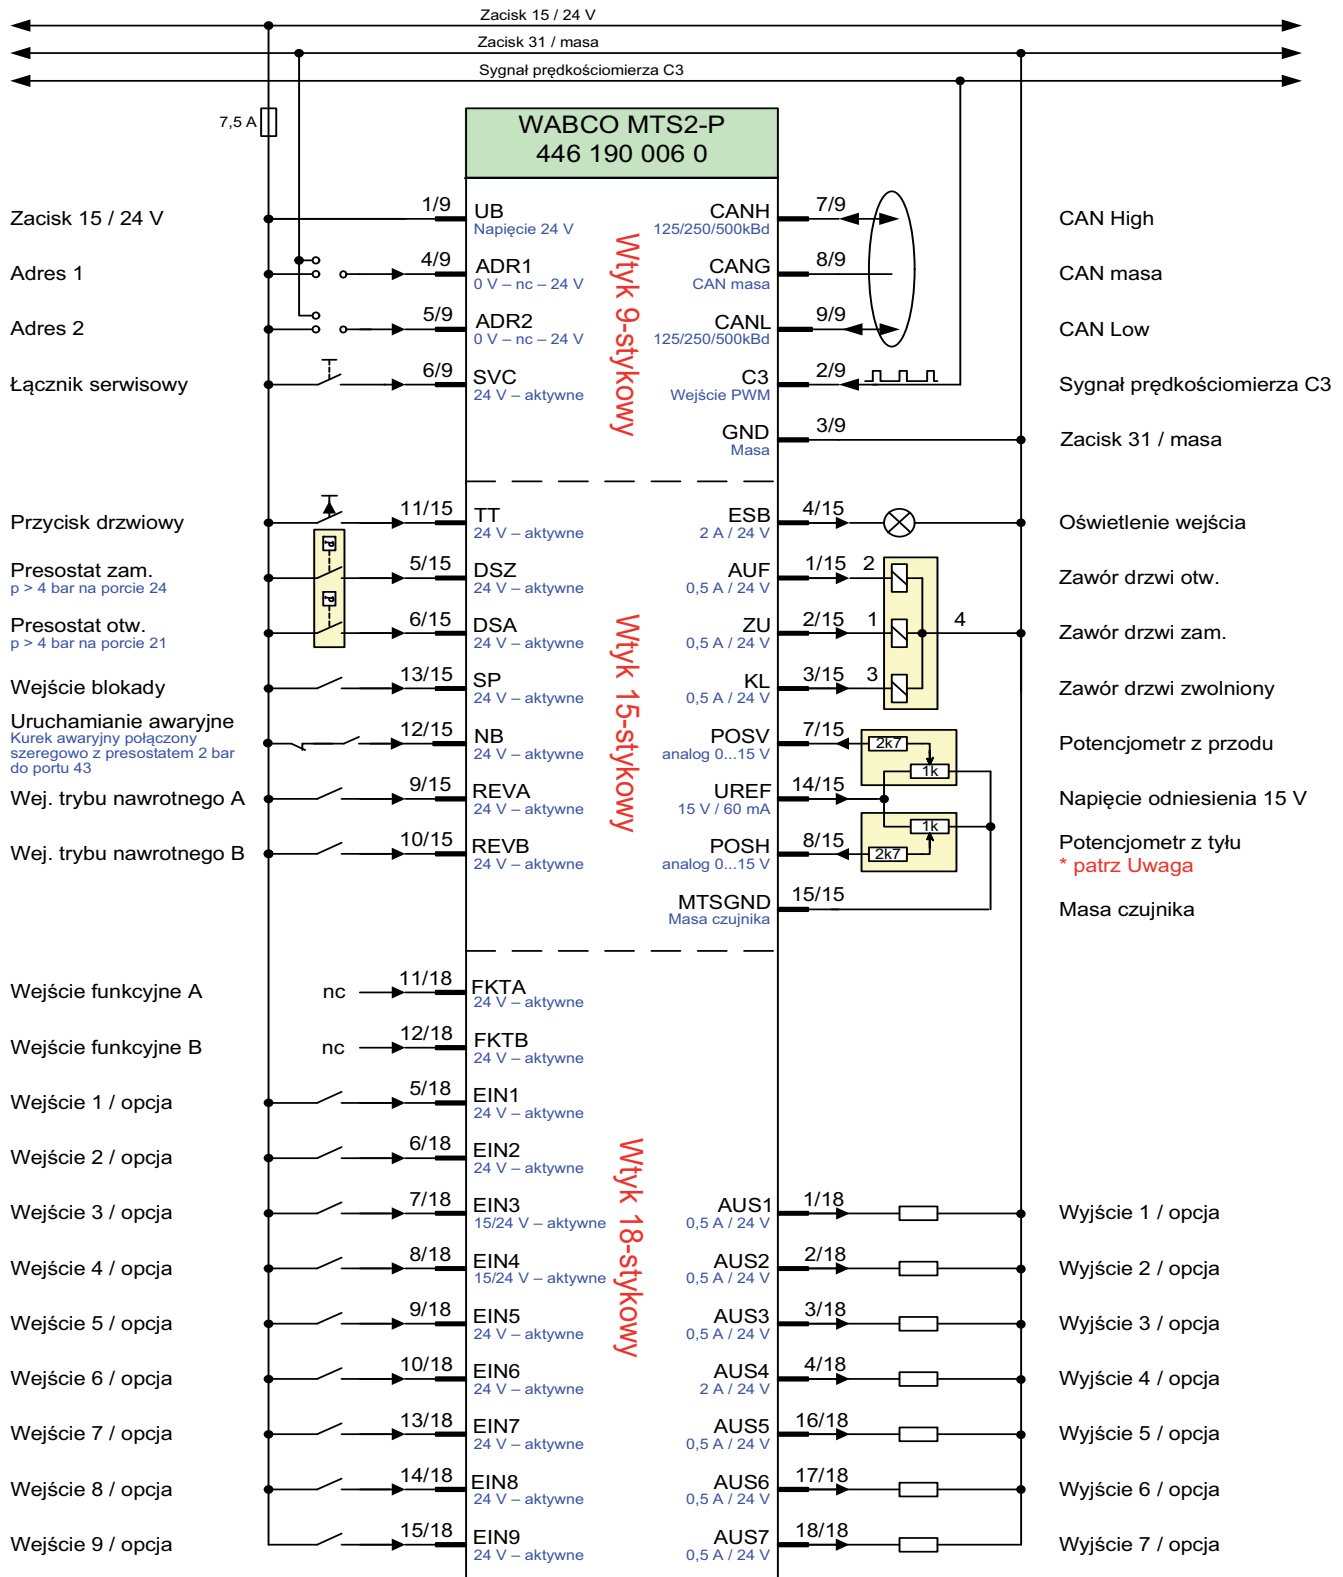 Zacisk 15 / 24 V
Zacisk 31 / masa
Sygnał prędkościomierza C3
7,5 A
WABCO MTS2-P
446 190 006 0
Wtyk 9-stykowy
Zacisk 15 / 24 V
1/9
UB
Napięcie 24 V
CANH
125/250/500kBd
7/9
CAN High
Adres 1
4/9
ADR1
0 V – nc – 24 V
CANG
CAN masa
8/9
CAN masa
Adres 2
5/9
ADR2
0 V – nc – 24 V
CANL
125/250/500kBd
9/9
CAN Low
Łącznik serwisowy
6/9
SVC
24 V – aktywne
C3
Wejście PWM
2/9
Sygnał prędkościomierza C3
GND
Masa
3/9
Zacisk 31 / masa
Wtyk 15-stykowy
Przycisk drzwiowy
11/15
TT
24 V – aktywne
ESB
2 A / 24 V
4/15
Oświetlenie wejścia
Presostat zam.
p > 4 bar na porcie 24
P
5/15
DSZ
24 V – aktywne
AUF
0,5 A / 24 V
1/15
2
Zawór drzwi otw.
Presostat otw.
p > 4 bar na porcie 21
P
6/15
DSA
24 V – aktywne
ZU
0,5 A / 24 V
2/15
1
4
Zawór drzwi zam.
Wejście blokady
13/15
SP
24 V – aktywne
KL
0,5 A / 24 V
3/15
3
Zawór drzwi zwolniony
Uruchamianie awaryjne
Kurek awaryjny połączony
szeregowo z presostatem 2 bar
do portu 43
12/15
NB
24 V – aktywne
POSV
analog 0...15 V
7/15
2k7
1k
Potencjometr z przodu
Wej. trybu nawrotnego A
9/15
REVA
24 V – aktywne
UREF
15 V / 60 mA
14/15
Napięcie odniesienia 15 V
Wej. trybu nawrotnego B
10/15
REVB
24 V – aktywne
POSH
analog 0...15 V
8/15
1k
2k7
Potencjometr z tyłu
* patrz Uwaga
MTSGND
Masa czujnika
15/15
Masa czujnika
Wtyk 18-stykowy
Wejście funkcyjne A
nc
11/18
FKTA
24 V – aktywne
Wejście funkcyjne B
nc
12/18
FKTB
24 V – aktywne
Wejście 1 / opcja
5/18
EIN1
24 V – aktywne
Wejście 2 / opcja
6/18
EIN2
24 V – aktywne
Wejście 3 / opcja
7/18
EIN3
15/24 V – aktywne
AUS1
0,5 A / 24 V
1/18
Wyjście 1 / opcja
Wejście 4 / opcja
8/18
EIN4
15/24 V – aktywne
AUS2
0,5 A / 24 V
2/18
Wyjście 2 / opcja
Wejście 5 / opcja
9/18
EIN5
24 V – aktywne
AUS3
0,5 A / 24 V
3/18
Wyjście 3 / opcja
Wejście 6 / opcja
10/18
EIN6
24 V – aktywne
AUS4
2 A / 24 V
4/18
Wyjście 4 / opcja
Wejście 7 / opcja
13/18
EIN7
24 V – aktywne
AUS5
0,5 A / 24 V
16/18
Wyjście 5 / opcja
Wejście 8 / opcja
14/18
EIN8
24 V – aktywne
AUS6
0,5 A / 24 V
17/18
Wyjście 6 / opcja
Wejście 9 / opcja
15/18
EIN9
24 V – aktywne
AUS7
0,5 A / 24 V
18/18
Wyjście 7 / opcja